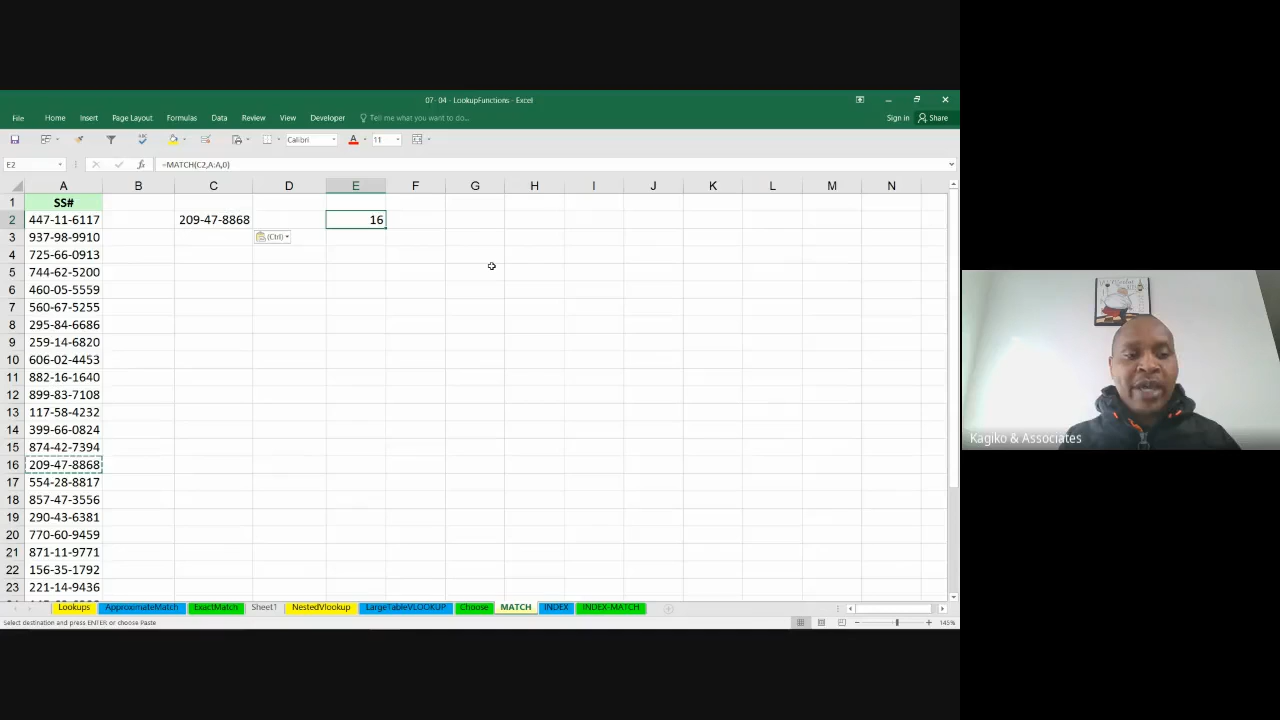 07- 04 - LookupFunctions - Excel
File Home Insert Page Layout Formulas Data Review View Developer Tell me what you want to do... Sign in Share
Calibri 11
E2 =MATCH(C2,A:A,0)
A B C D E F G H I J K L M N
1 SS#
2 447-11-6117 209-47-8868 16
3 937-98-9910 (Ctrl)
4 725-66-0913
5 744-62-5200
6 460-05-5559
7 560-67-5255
8 295-84-6686
9 259-14-6820
10 606-02-4453
11 882-16-1640
12 899-83-7108
13 117-58-4232
14 399-66-0824
15 874-42-7394
16 209-47-8868
17 554-28-8817
18 857-47-3556
19 290-43-6381
20 770-60-9459
21 871-11-9771
22 156-35-1792
23 221-14-9436
Lookups ApproximateMatch ExactMatch Sheet1 NestedVlookup LargeTableVLOOKUP Choose MATCH INDEX INDEX-MATCH
Select destination and press ENTER or choose Paste 145%
Kagiko & Associates